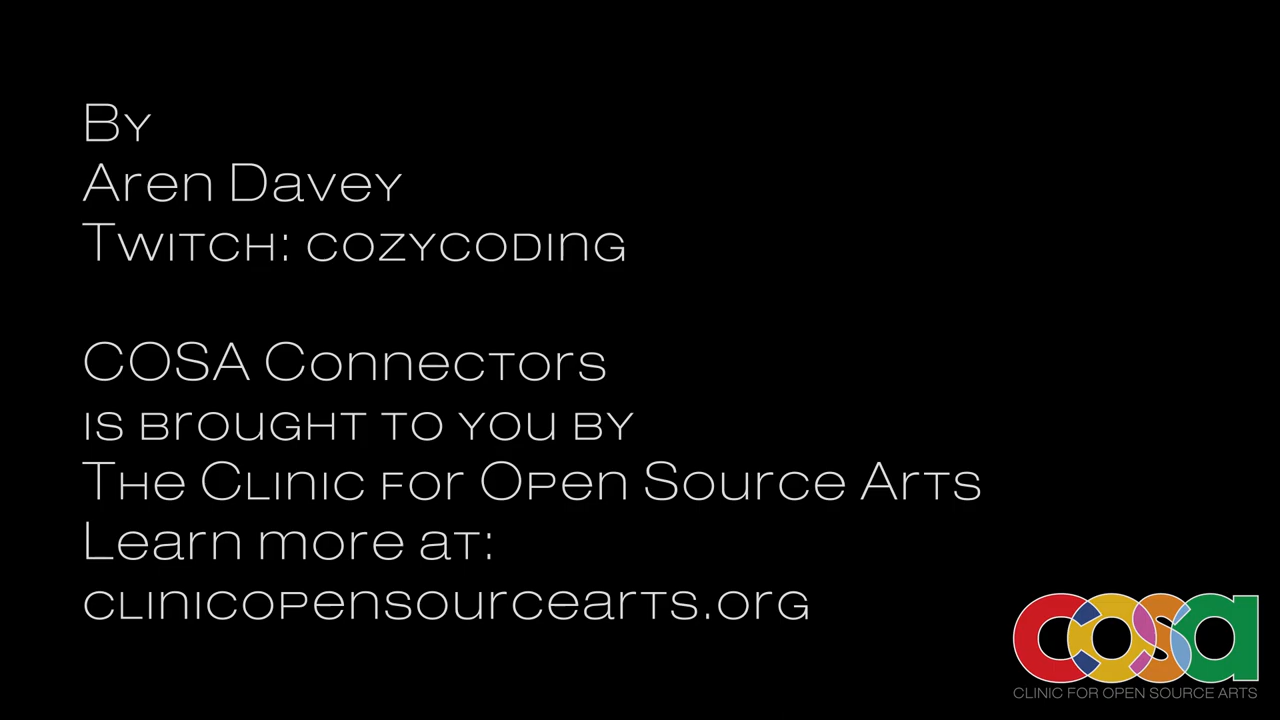 By
Aren Davey
Twitch: cozycoding
COSA Connectors
is brought to you by
The Clinic for Open Source Arts
Learn more at:
clinicopensourcearts.org
cosa
CLINIC FOR OPEN SOURCE ARTS